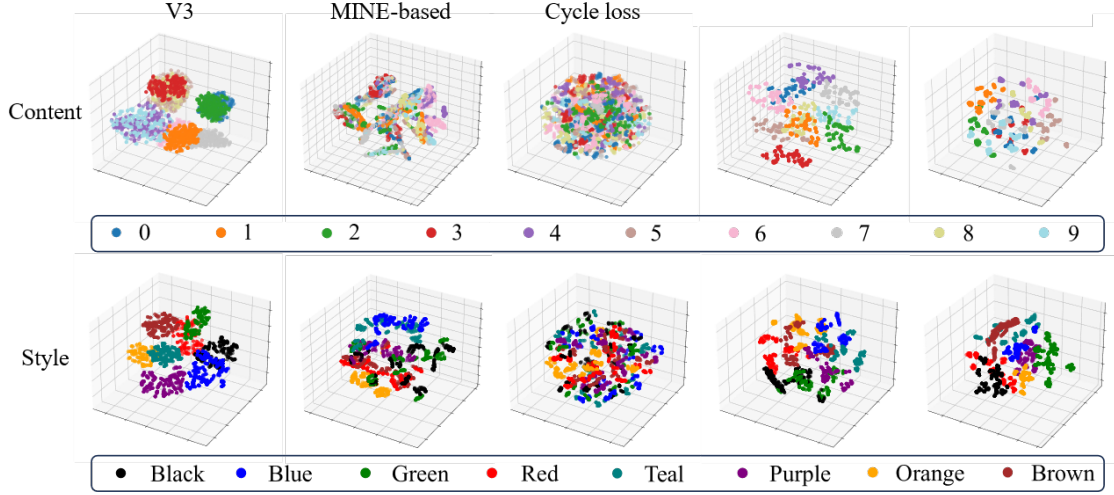 V3 MINE-based Cycle loss
Content
0 1 2 3 4 5 6 7 8 9
Style
Black Blue Green Red Teal Purple Orange Brown